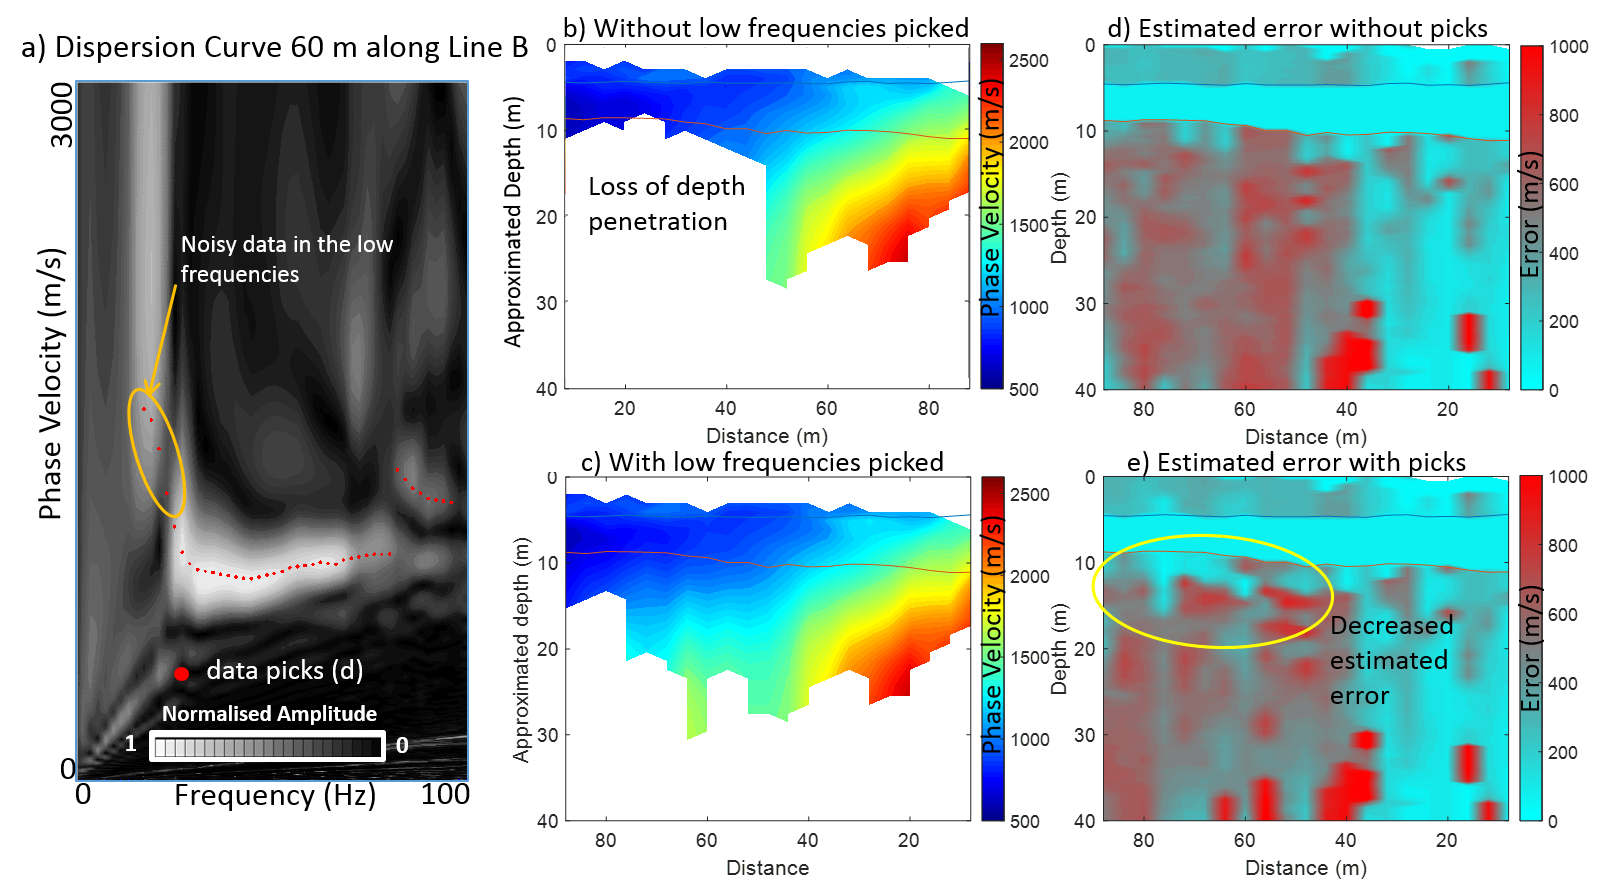 a) Dispersion Curve 60 m along Line B
3000
Phase Velocity (m/s)
Noisy data in the low
frequencies
data picks (d)
Normalised Amplitude
1
0
0
0
Frequency (Hz)
100
b) Without low frequencies picked
0
10
20
30
40
Approximated Depth (m)
Loss of depth
penetration
20
40
60
80
Distance (m)
2500
2000
1500
1000
500
Phase Velocity (m/s)
d) Estimated error without picks
0
10
20
30
40
Depth (m)
80
60
40
20
Distance (m)
1000
800
600
400
200
0
Error (m/s)
c) With low frequencies picked
0
10
20
30
40
Approximated depth (m)
80
60
40
20
Distance
2500
2000
1500
1000
500
Phase Velocity (m/s)
e) Estimated error with picks
0
10
20
30
40
Depth (m)
Decreased
estimated
error
80
60
40
20
Distance (m)
1000
800
600
400
200
0
Error (m/s)